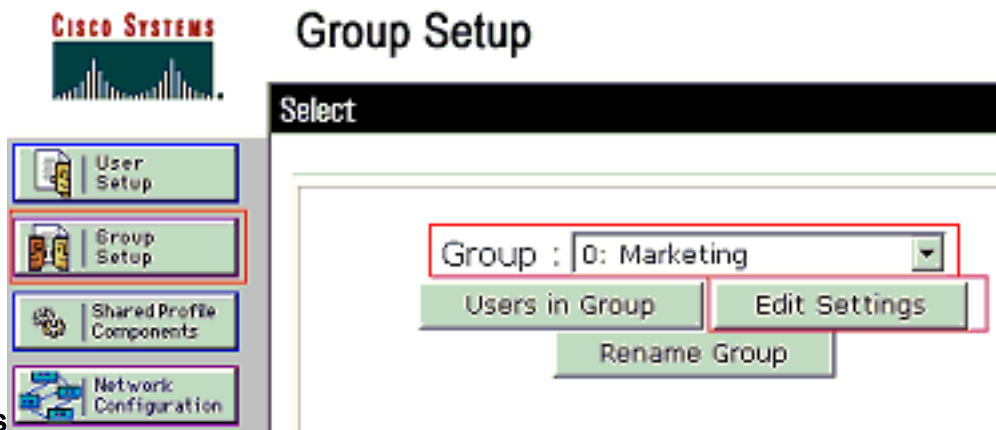 CISCO SYSTEMS
Group Setup
Select
User
Setup
Group
Setup
Shared Profile
Components
Network
Configuration
s
Group : 0: Marketing
Users in Group
Edit Settings
Rename Group